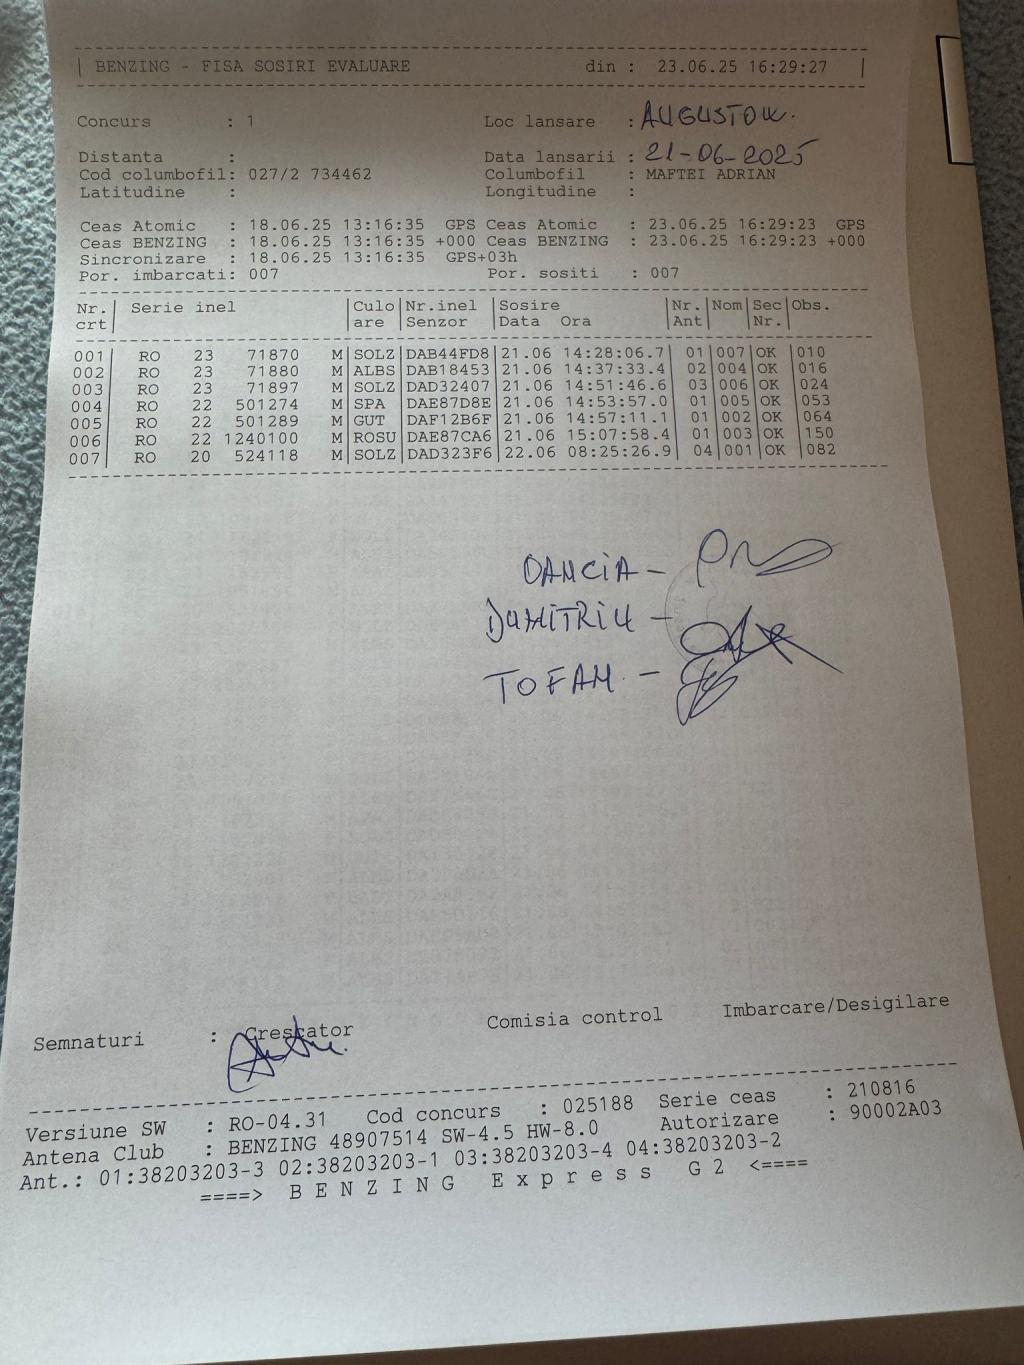 BENZING - FISA SOSIRI EVALUARE din : 23.06.25 16:29:27
Concurs : 1 Loc lansare : AUGUSTOW.
Distanta : Data lansarii : 21-06-2025
Cod columbofil: 027/2 734462 Columbofil : MAFTEI ADRIAN
Latitudine : Longitudine :
Ceas Atomic : 18.06.25 13:16:35 GPS Ceas Atomic : 23.06.25 16:29:23 GPS
Ceas BENZING : 18.06.25 13:16:35 +000 Ceas BENZING : 23.06.25 16:29:23 +000
Sincronizare : 18.06.25 13:16:35 GPS+03h
Por. imbarcati: 007 Por. sositi : 007
Nr. | Serie inel |Culo|Nr.inel |Sosire |Nr.|Nom|Sec|Obs.
crt| |are |Senzor |Data Ora |Ant| |Nr.|
001| RO 23 71870 M|SOLZ|DAB44FD8|21.06 14:28:06.7| 01|007|OK |010
002| RO 23 71880 M|ALBS|DAB18453|21.06 14:37:33.4| 02|004|OK |016
003| RO 23 71897 M|SOLZ|DAD32407|21.06 14:51:46.6| 03|006|OK |024
004| RO 22 501274 M|SPA |DAE87D8E|21.06 14:53:57.0| 01|005|OK |053
005| RO 22 501289 M|GUT |DAF12B6F|21.06 14:57:11.1| 01|002|OK |064
006| RO 22 1240100 M|ROSU|DAE87CA6|21.06 15:07:58.4| 01|003|OK |150
007| RO 20 524118 M|SOLZ|DAD323F6|22.06 08:25:26.9| 04|001|OK |082
DUMITRIU -
Semnaturi : Crescator Comisia control Imbarcare/Desigilare
Versiune SW : RO-04.31 Cod concurs : 025188 Serie ceas : 210816
Antena Club : BENZING 48907514 SW-4.5 HW-8.0 Autorizare : 90002A03
Ant.: 01:38203203-3 02:38203203-1 03:38203203-4 04:38203203-2
====> B E N Z I N G E x p r e s s G 2 <====